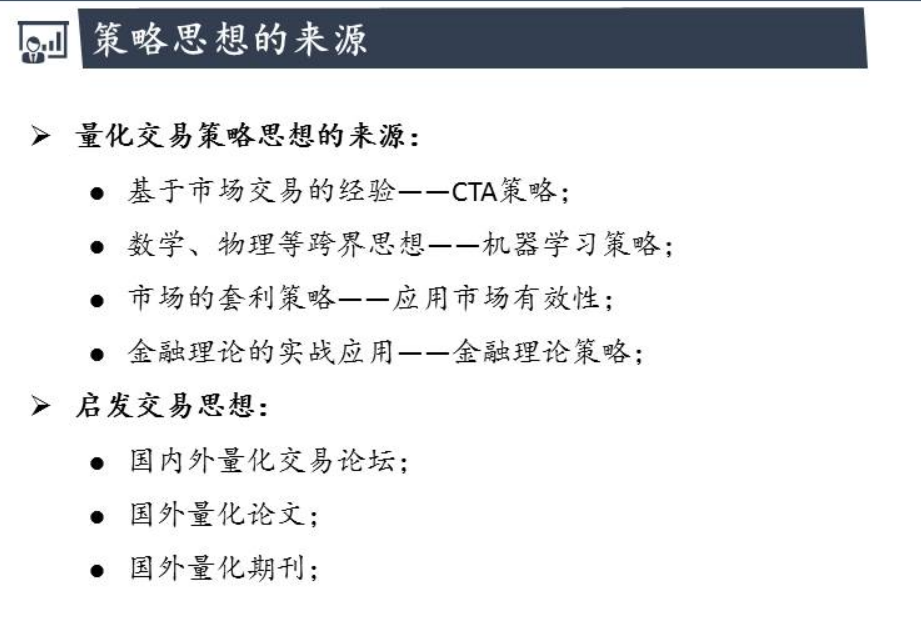 策略思想的来源
➤ 量化交易策略思想的来源：
● 基于市场交易的经验——CTA策略；
● 数学、物理等跨界思想——机器学习策略；
● 市场的套利策略——应用市场有效性；
● 金融理论的实战应用——金融理论策略；
➤ 启发交易思想：
● 国内外量化交易论坛；
● 国外量化论文；
● 国外量化期刊；